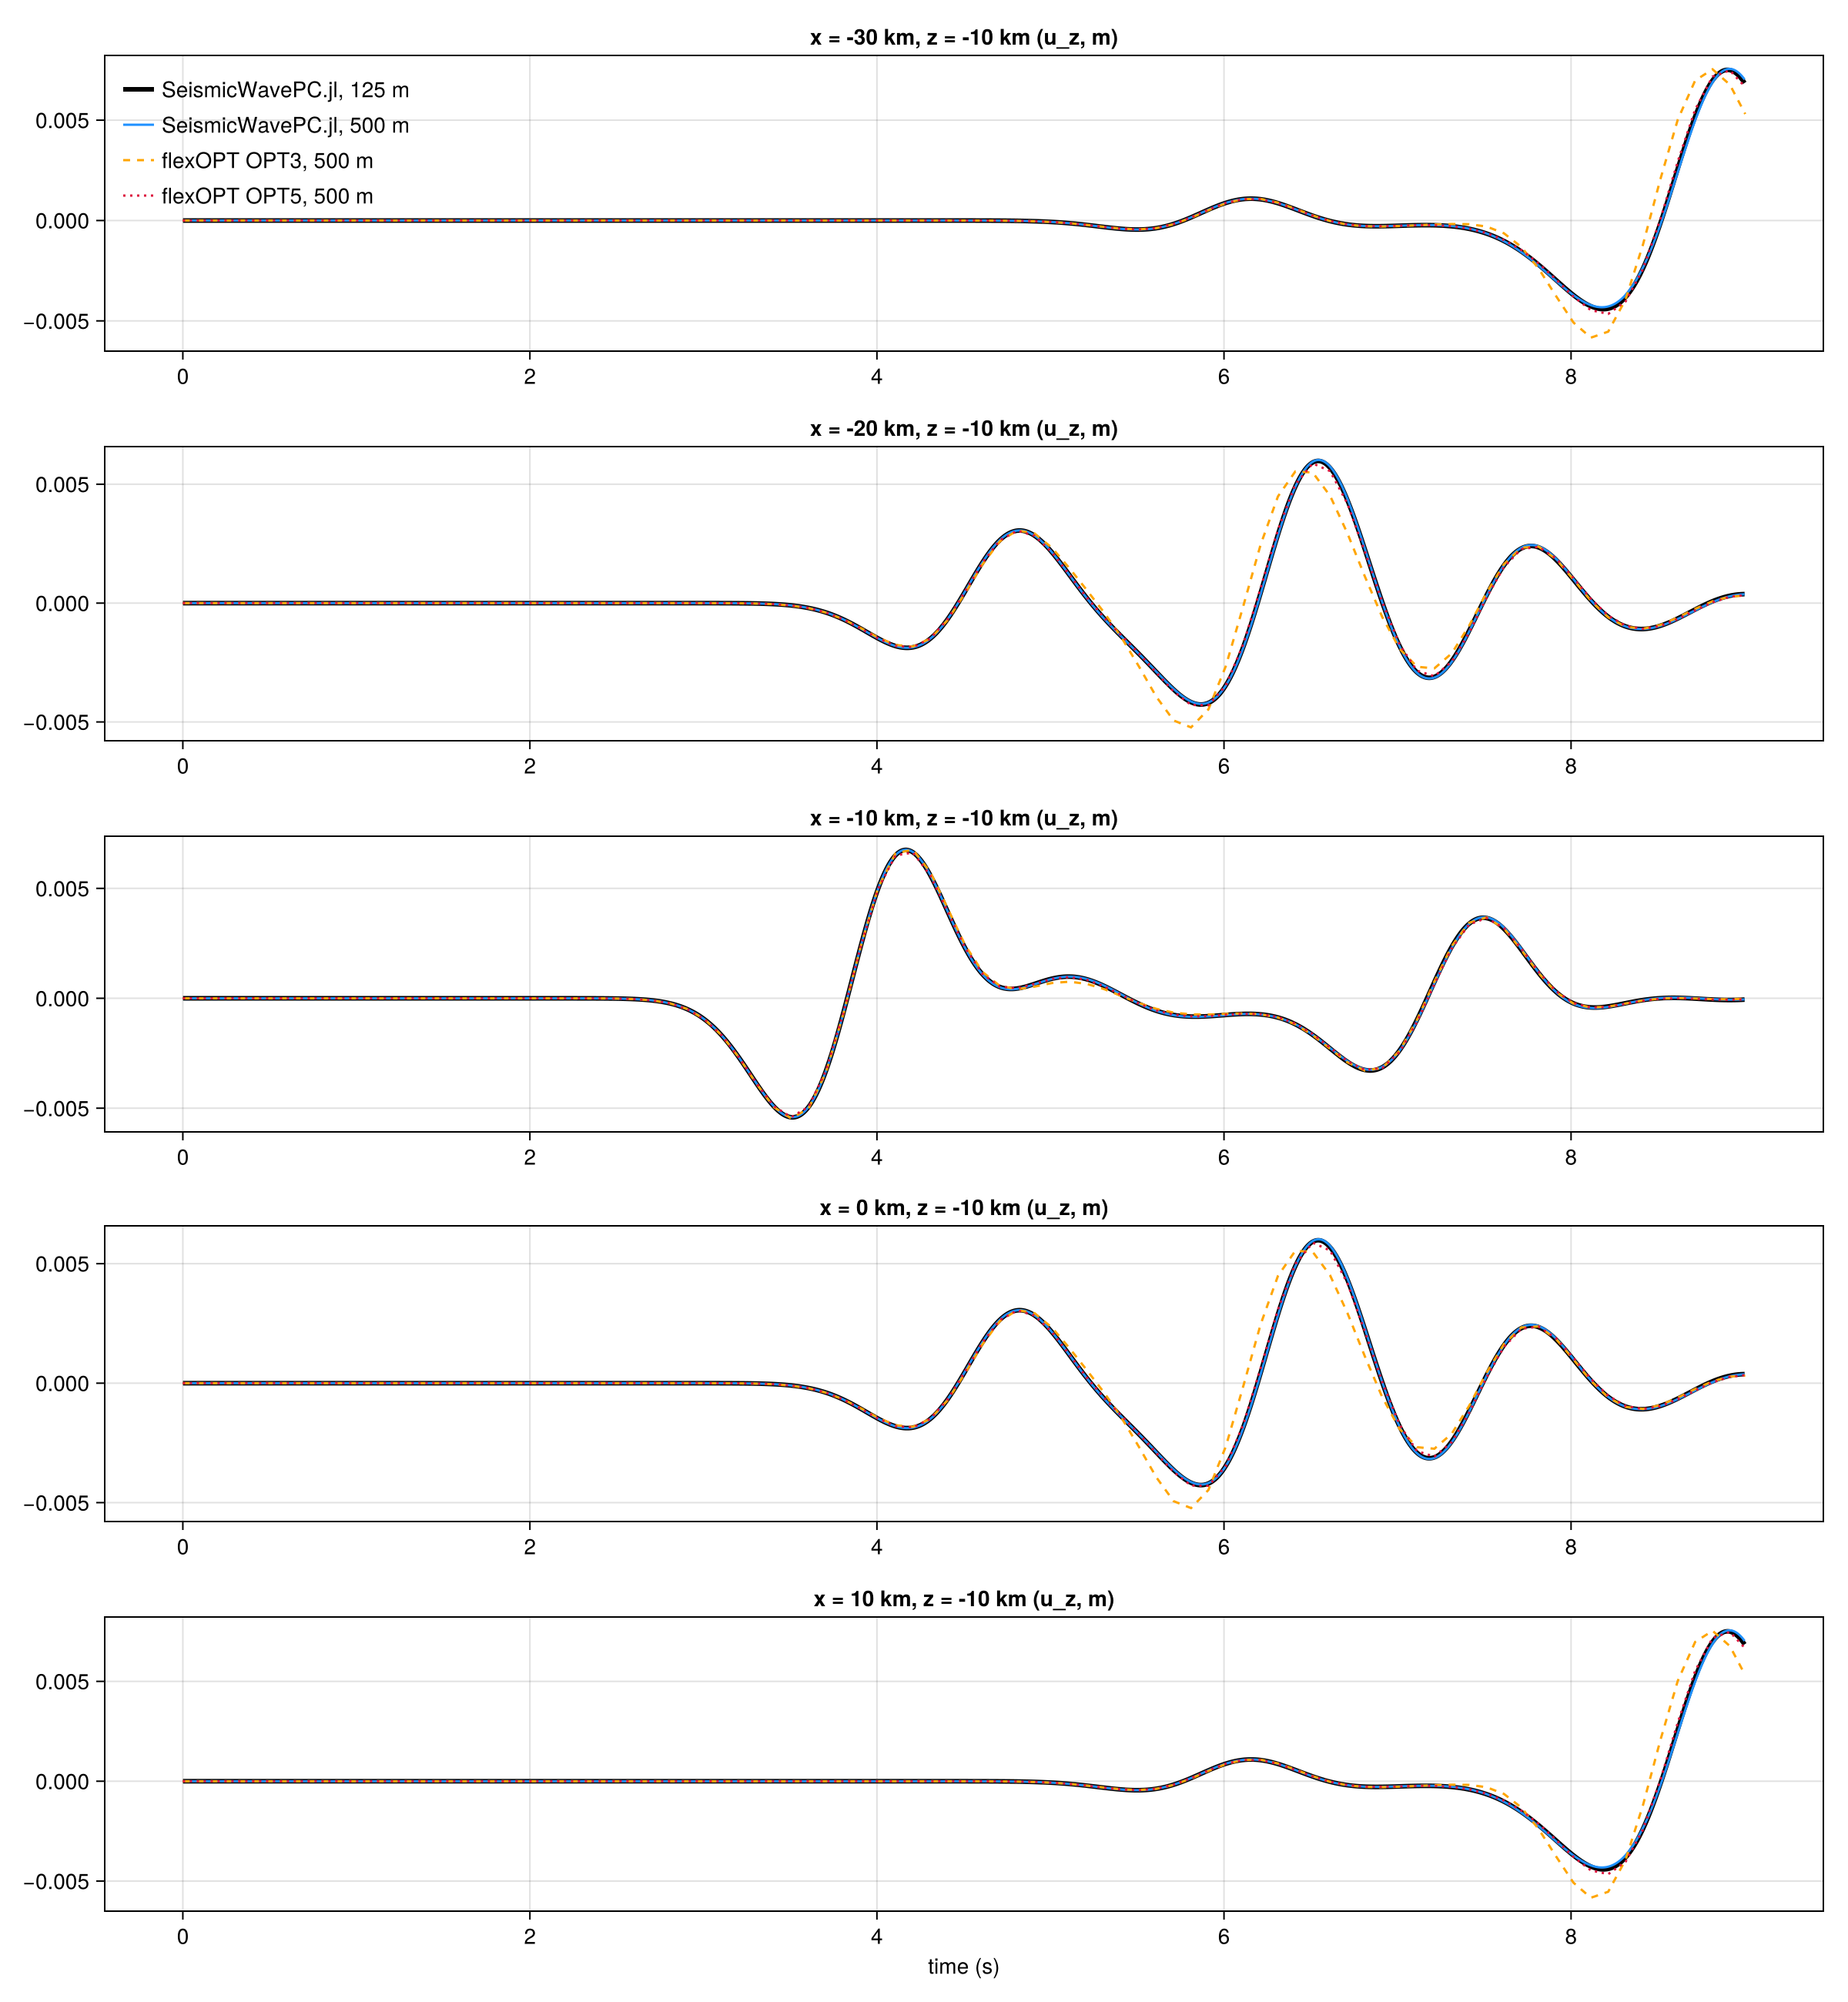 x = -30 km, z = -10 km (u_z, m)
SeismicWavePC.jl, 125 m
SeismicWavePC.jl, 500 m
flexOPT OPT3, 500 m
flexOPT OPT5, 500 m
0.005
0.000
−0.005
0 2 4 6 8
x = -20 km, z = -10 km (u_z, m)
0.005
0.000
−0.005
0 2 4 6 8
x = -10 km, z = -10 km (u_z, m)
0.005
0.000
−0.005
0 2 4 6 8
x = 0 km, z = -10 km (u_z, m)
0.005
0.000
−0.005
0 2 4 6 8
x = 10 km, z = -10 km (u_z, m)
0.005
0.000
−0.005
0 2 4 6 8
time (s)